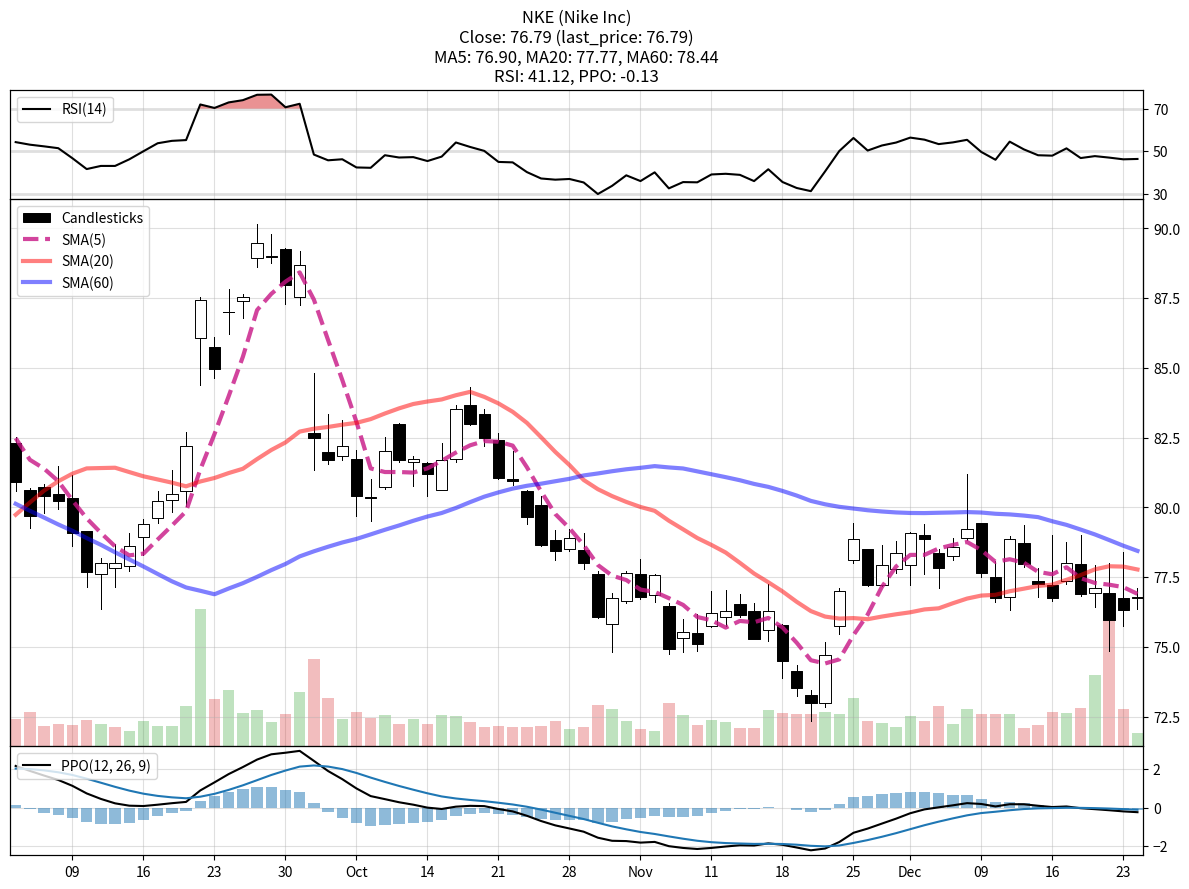 NKE (Nike Inc)
Close: 76.79 (last_price: 76.79)
MA5: 76.90, MA20: 77.77, MA60: 78.44
RSI: 41.12, PPO: -0.13
RSI(14)
70
50
30
Candlesticks
SMA(5)
SMA(20)
SMA(60)
90.0
87.5
85.0
82.5
80.0
77.5
75.0
72.5
PPO(12, 26, 9)
2
0
−2
09 16 23 30 Oct 14 21 28 Nov 11 18 25 Dec 09 16 23